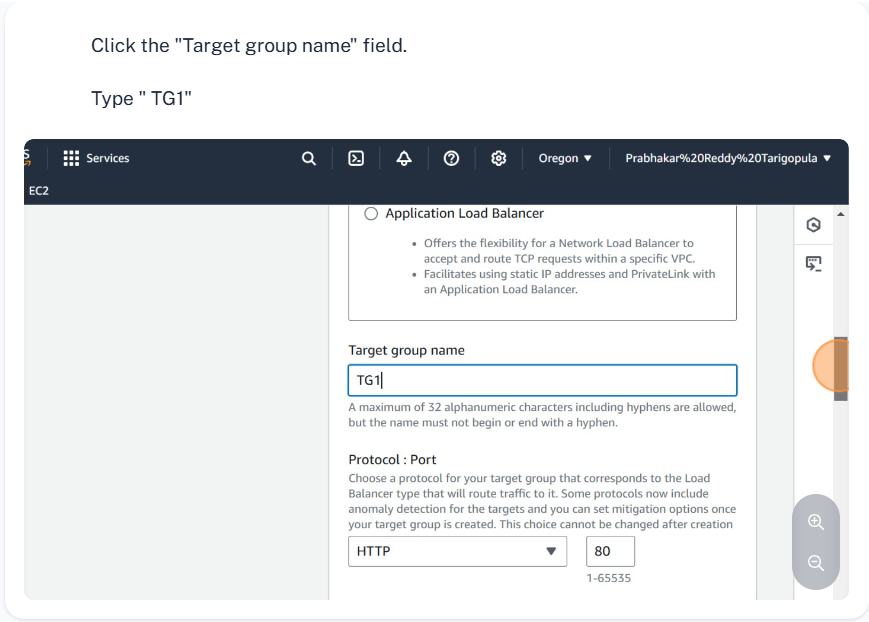 Click the "Target group name" field.
Type " TG1"
Services
Oregon ▼
Prabhakar%20Reddy%20Tarigopula ▼
EC2
Application Load Balancer
• Offers the flexibility for a Network Load Balancer to
accept and route TCP requests within a specific VPC.
• Facilitates using static IP addresses and PrivateLink with
an Application Load Balancer.
Target group name
TG1
A maximum of 32 alphanumeric characters including hyphens are allowed,
but the name must not begin or end with a hyphen.
Protocol : Port
Choose a protocol for your target group that corresponds to the Load
Balancer type that will route traffic to it. Some protocols now include
anomaly detection for the targets and you can set mitigation options once
your target group is created. This choice cannot be changed after creation
HTTP
80
1-65535